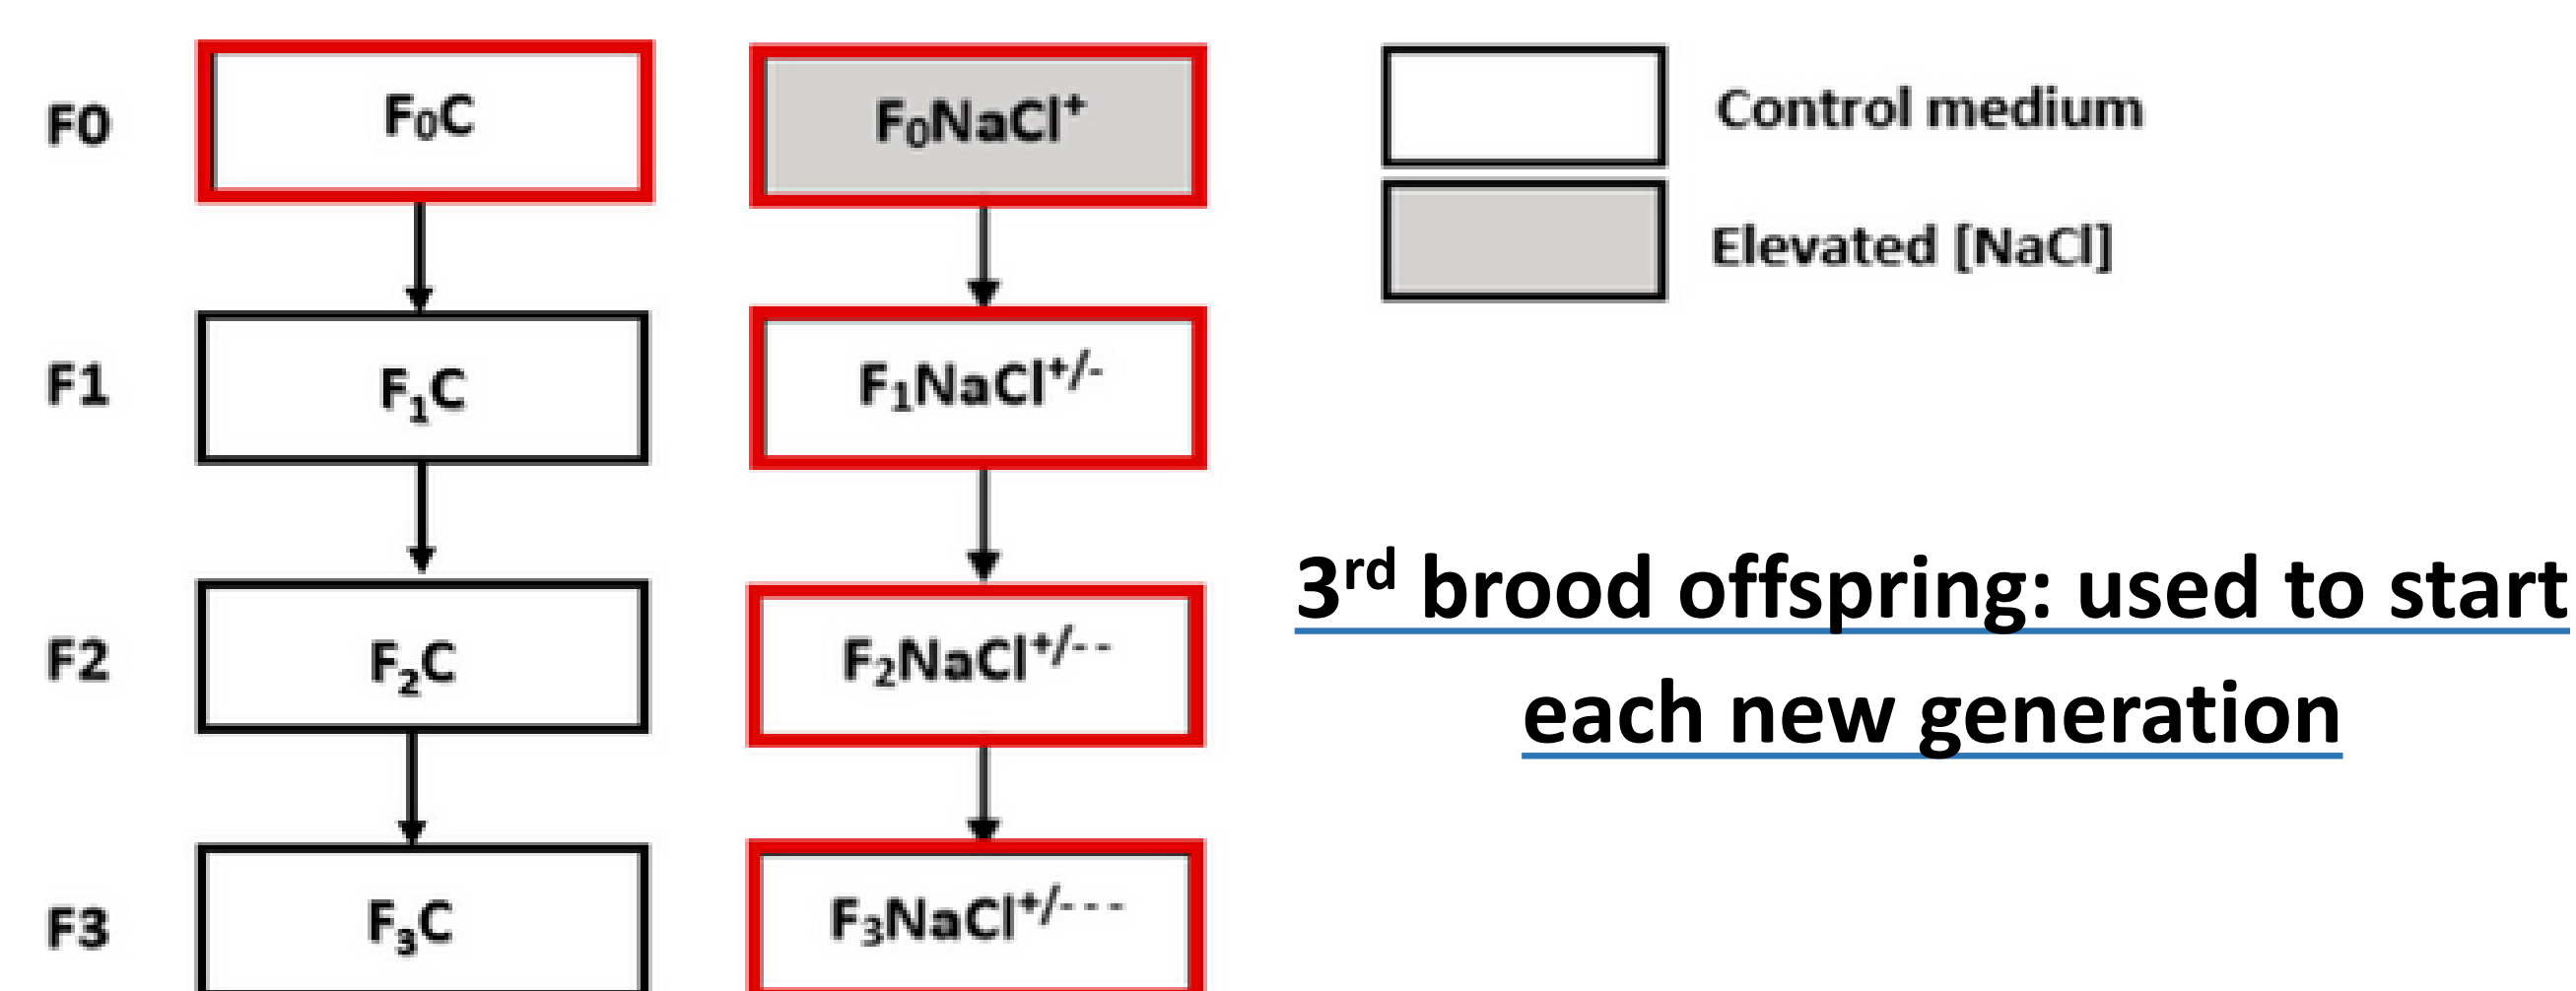 F0 F₀C F₀NaCl⁺
Control medium
Elevated [NaCl]
F1 F₁C F₁NaCl⁺/⁻
F2 F₂C F₂NaCl⁺/⁻ ⁻
3ʳᵈ brood offspring: used to start
each new generation
F3 F₃C F₃NaCl⁺/⁻ ⁻ ⁻